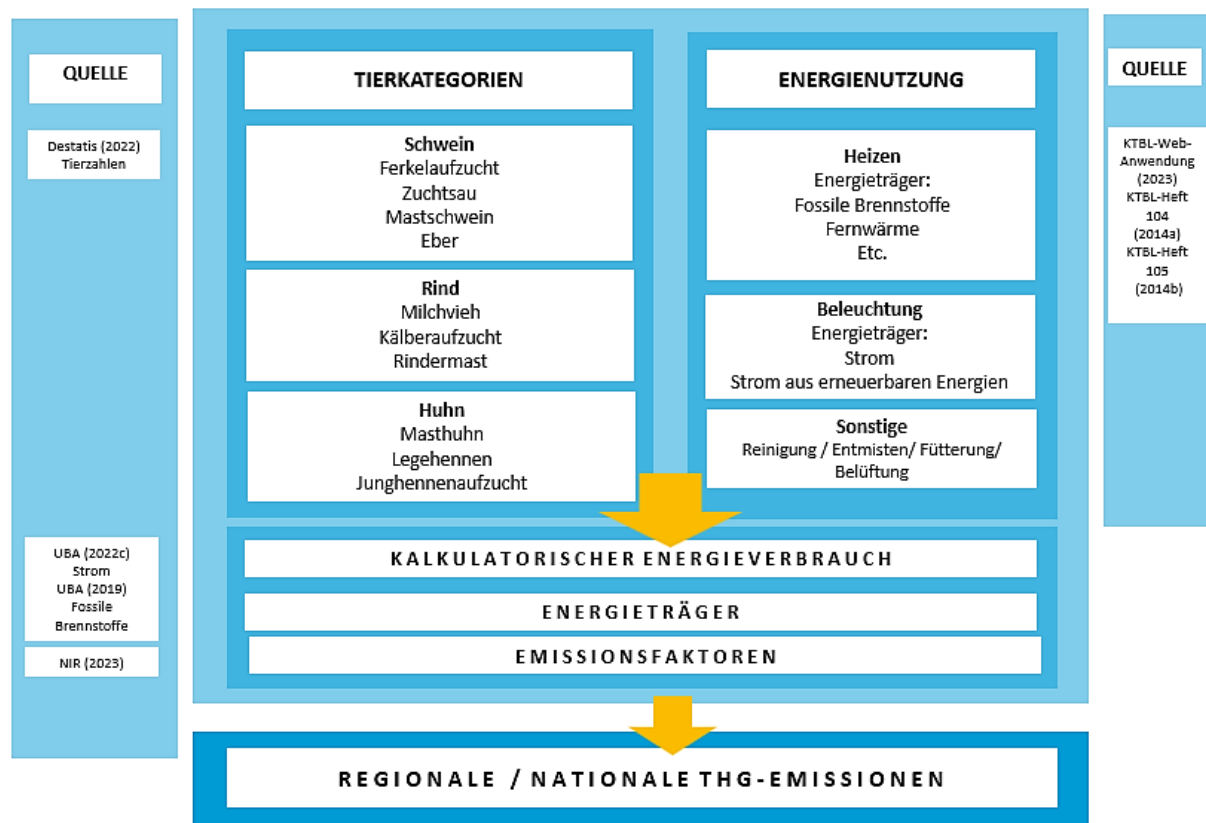 QUELLE
Destatis (2022)
Tierzahlen
UBA (2022c)
Strom
UBA (2019)
Fossile
Brennstoffe
NIR (2023)
TIERKATEGORIEN
Schwein
Ferkelaufzucht
Zuchtsau
Mastschwein
Eber
Rind
Milchvieh
Kälberaufzucht
Rindermast
Huhn
Masthuhn
Legehennen
Junghennenaufzucht
ENERGIENUTZUNG
Heizen
Energieträger:
Fossile Brennstoffe
Fernwärme
Etc.
Beleuchtung
Energieträger:
Strom
Strom aus erneuerbaren Energien
Sonstige
Reinigung / Entmisten/ Fütterung/
Belüftung
QUELLE
KTBL-Web-
Anwendung
(2023)
KTBL-Heft
104
(2014a)
KTBL-Heft
105
(2014b)
KALKULATORISCHER ENERGIEVERBRAUCH
ENERGIETRÄGER
EMISSIONSFAKTOREN
REGIONALE / NATIONALE THG-EMISSIONEN